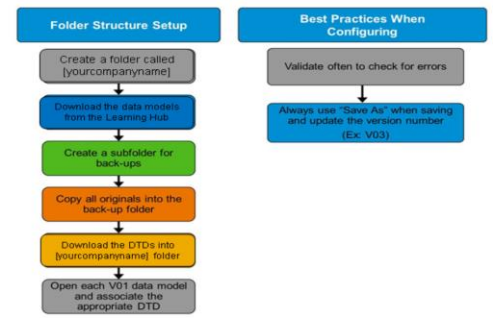 Folder Structure Setup
Create a folder called
[yourcompanyname]
Download the data models
from the Learning Hub
Create a subfolder for
back-ups
Copy all originals into the
back-up folder
Download the DTDs into
[yourcompanyname] folder
Open each V01 data model
and associate the
appropriate DTD
Best Practices When
Configuring
Validate often to check for errors
Always use "Save As" when saving
and update the version number
(Ex: V03)